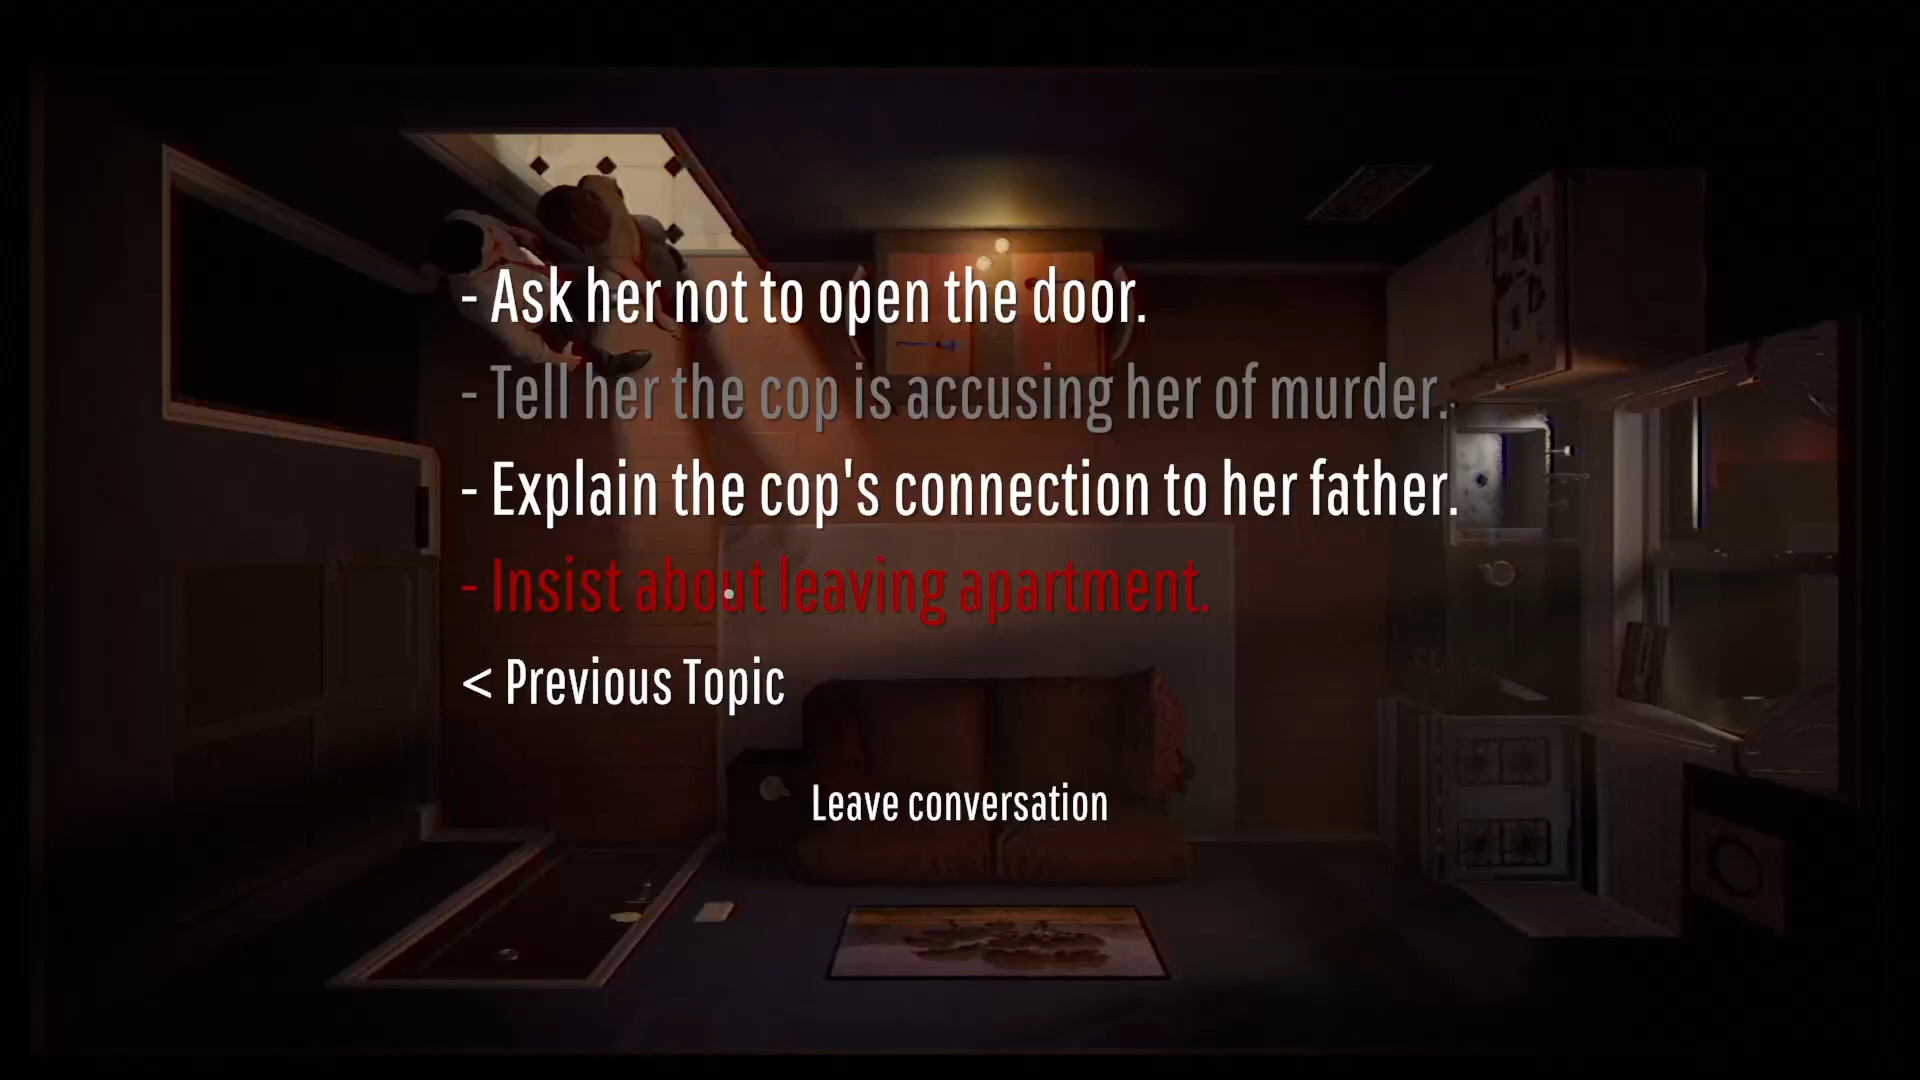 - Ask her not to open the door.
- Tell her the cop is accusing her of murder.
- Explain the cop's connection to her father.
- Insist about leaving apartment.
< Previous Topic
Leave conversation